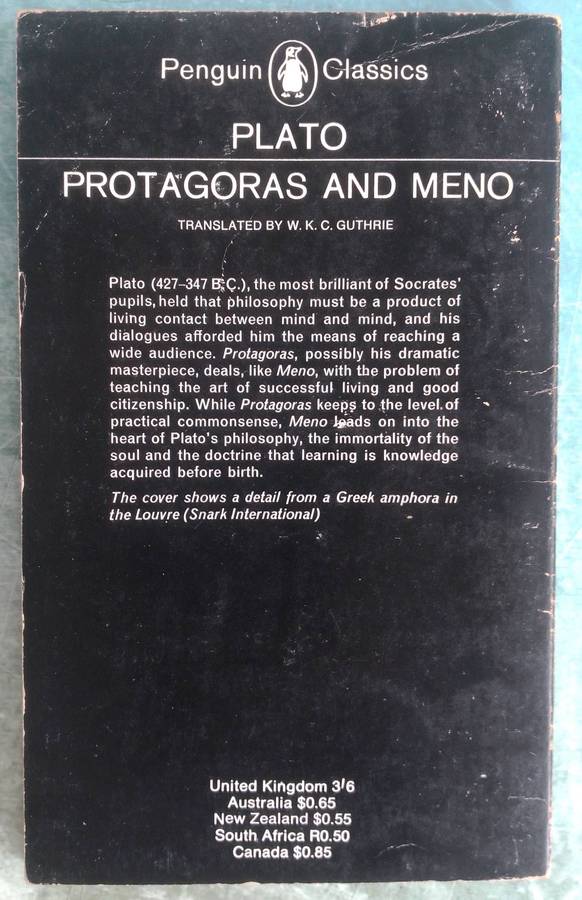 Penguin Classics
PLATO
PROTAGORAS AND MENO
TRANSLATED BY W. K. C. GUTHRIE
Plato (427–347 B.C.), the most brilliant of Socrates'
pupils, held that philosophy must be a product of
living contact between mind and mind, and his
dialogues afforded him the means of reaching a
wide audience. Protagoras, possibly his dramatic
masterpiece, deals, like Meno, with the problem of
teaching the art of successful living and good
citizenship. While Protagoras keeps to the level of
practical commonsense, Meno leads on into the
heart of Plato's philosophy, the immortality of the
soul and the doctrine that learning is knowledge
acquired before birth.
The cover shows a detail from a Greek amphora in
the Louvre (Snark International)
United Kingdom 3/6
Australia $0.65
New Zealand $0.55
South Africa R0.50
Canada $0.85